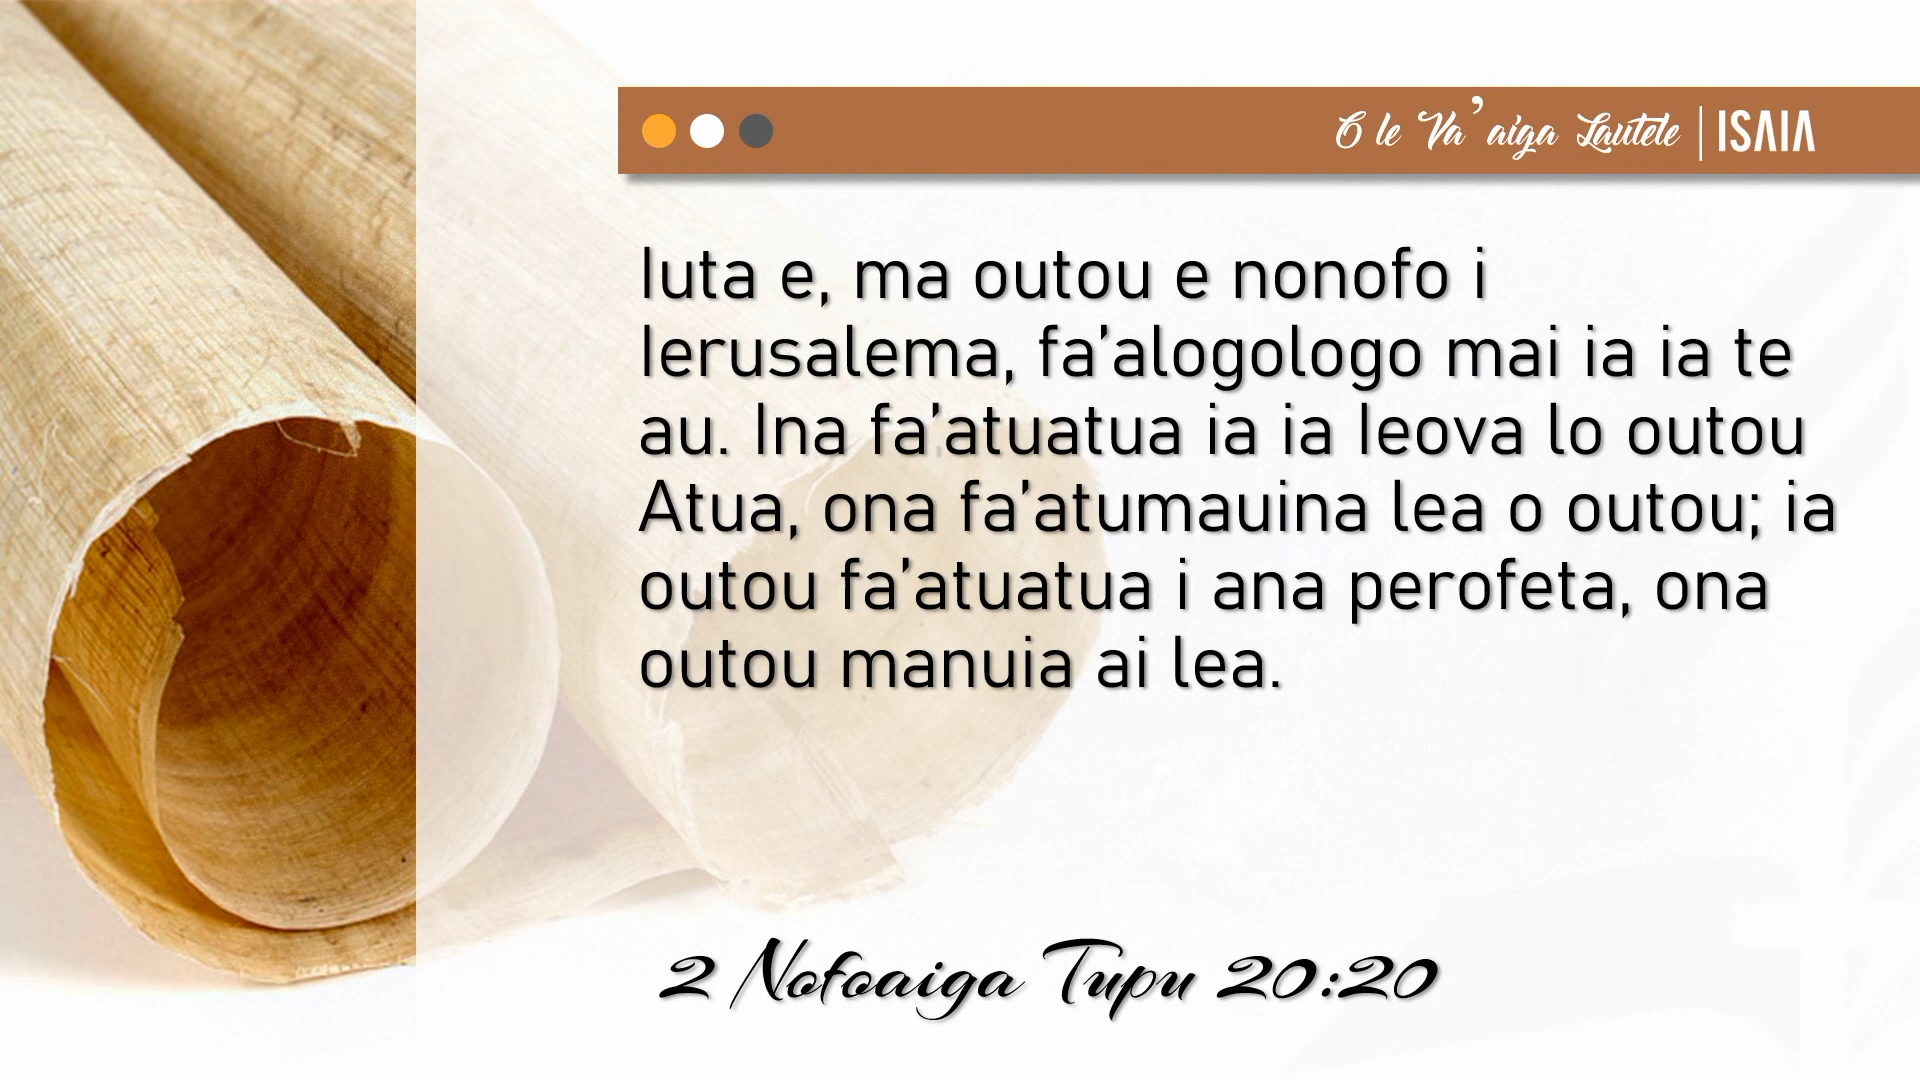 O le Va’aiga Lautele | ISAIA
Iuta e, ma outou e nonofo i
Ierusalema, fa’alogologo mai ia ia te
au. Ina fa’atuatua ia ia Ieova lo outou
Atua, ona fa’atumauina lea o outou; ia
outou fa’atuatua i ana perofeta, ona
outou manuia ai lea.
2 Nofoaiga Tupu 20:20